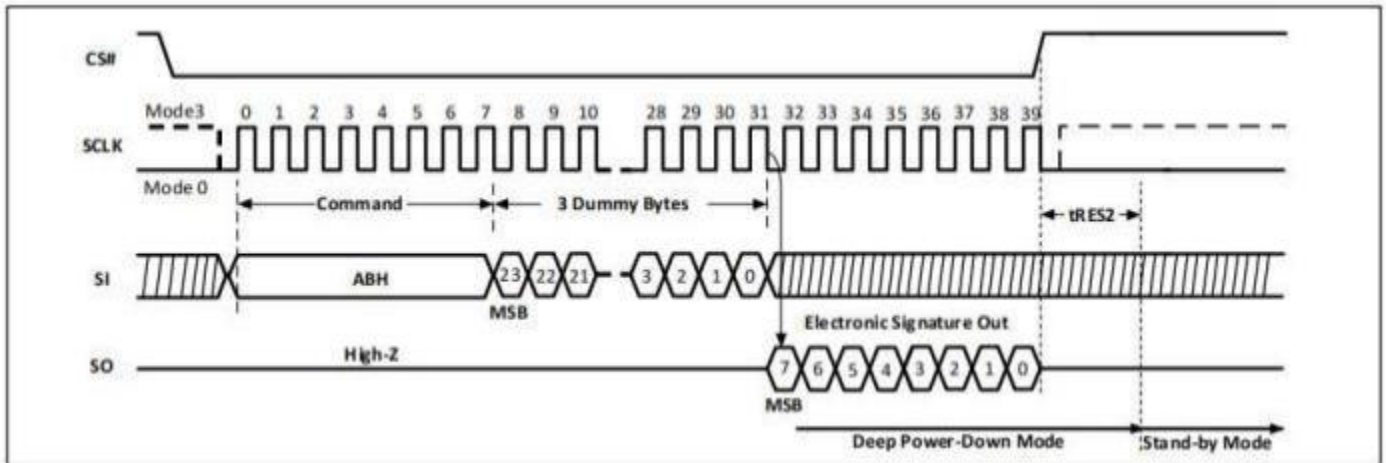 CS#
Mode3
0 1 2 3 4 5 6 7 8 9 10 28 29 30 31 32 33 34 35 36 37 38 39
SCLK
Mode 0
Command
3 Dummy Bytes
tRES2
SI
ABH
23 22 21 3 2 1 0
MSB
Electronic Signature Out
High-Z
SO
7 6 5 4 3 2 1 0
MSB
Deep Power-Down Mode
Stand-by Mode